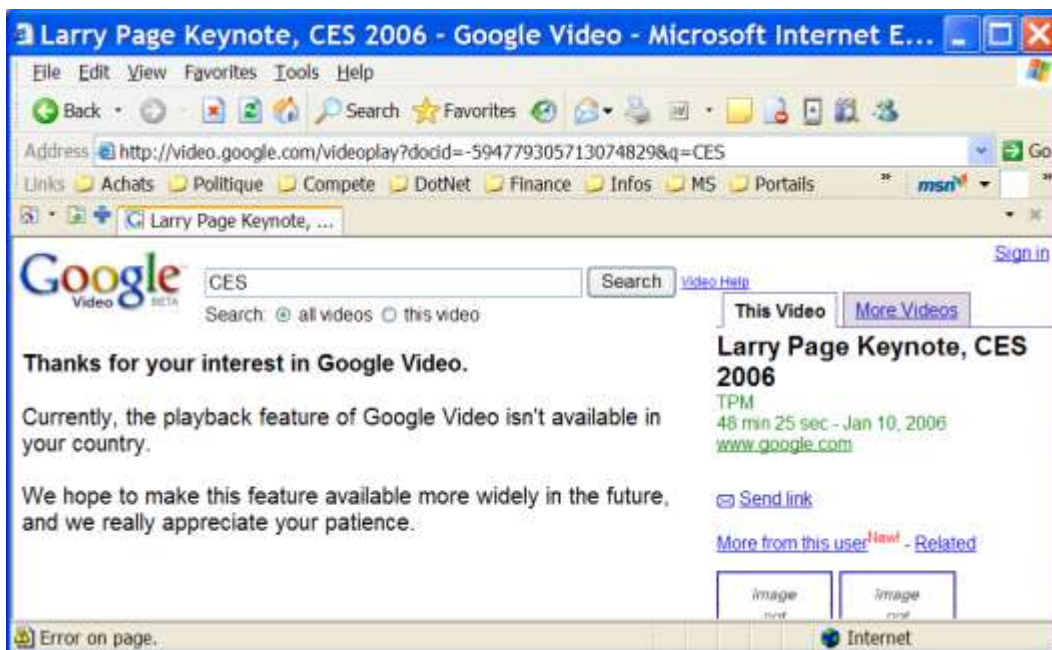 Larry Page Keynote, CES 2006 - Google Video - Microsoft Internet E...
File Edit View Favorites Tools Help
Back Search Favorites
Address http://video.google.com/videoplay?docid=-594779305713074829&q=CES Go
Links Achats Politique Compete DotNet Finance Infos MS Portails » msn »
Larry Page Keynote, ...
Sign in
Google Video BETA
CES Search Video Help
Search: all videos this video
Thanks for your interest in Google Video.
Currently, the playback feature of Google Video isn't available in
your country.
We hope to make this feature available more widely in the future,
and we really appreciate your patience.
This Video More Videos
Larry Page Keynote, CES
2006
TPM
48 min 25 sec - Jan 10, 2006
www.google.com
Send link
More from this user New! - Related
image image
Error on page. Internet